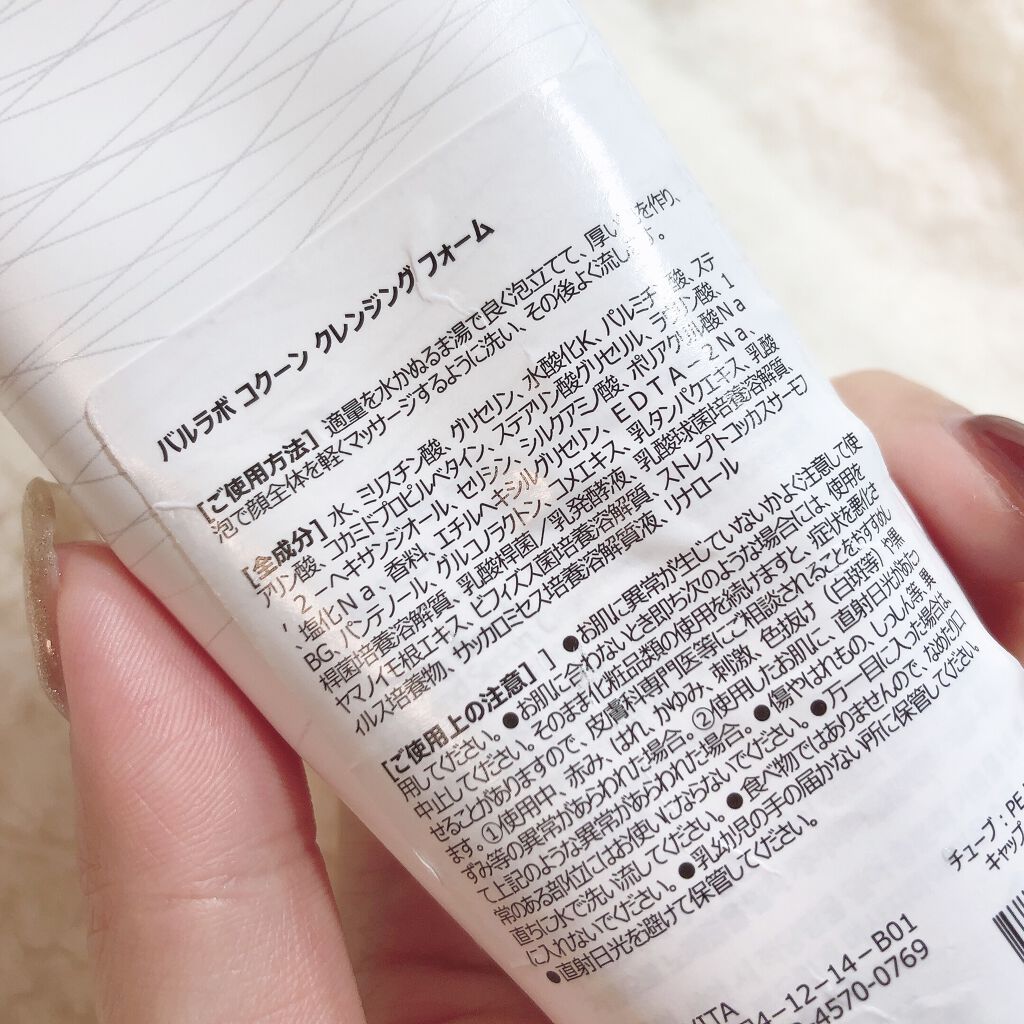 バルラボ コクーン クレンジング フォーム
[ご使用方法] 適量を水かぬるま湯で良く泡立てて、厚い を作り、
泡で顔全体を軽くマッサージするように洗い、その後よく流し 。
[全成分] 水、ミリスチン酸、グリセリン、水酸化K、パルミチン酸、ステ
アリン酸、コカミドプロピルベタイン、ステアリン酸グリセリル、ラウリン酸、1
,2-ヘキサンジオール、セリシン、シルクアミノ酸、ポリアクリル酸Na
、塩化Na、香料、エチルヘキシルグリセリン、EDTA-2Na、
BG、パンテノール、グルコノラクトン、コメエキス、乳タンパクエキス、乳酸
桿菌培養溶解質、乳酸桿菌/乳発酵液、乳酸球菌培養溶解質、
ヤマノイモ根エキス、ビフィズス菌培養溶解質、ストレプトコッカスサーモフ
ィルス培養物、サッカロミセス培養溶解質液、リナロール
[ご使用上の注意] ] ●お肌に異常が生じていないかよく注意して使
用してください。●お肌に合わないとき即ち次のような場合には、使用を
中止してください。そのまま化粧品類の使用を続けますと、症状を悪化さ
せることがありますので、皮膚科専門医等にご相談されることをおすすめし
ます。①使用中、赤み、はれ、かゆみ、刺激、色抜け（白斑等）や黒
ずみ等の異常があらわれた場合。②使用したお肌に、直射日光があたっ
て上記のような異常があらわれた場合。●傷やはれもの、しっしん等、異
常のある部位にはお使いにならないでください。●万一目に入った場合は、
直ちに水で洗い流してください。●食べ物ではありませんので、なめたり口
に入れないでください。●乳幼児の手の届かない所に保管してください。
●直射日光を避けて保管してください。
チューブ：PE
キャップ
VITA
4-12-14-B01
-4570-0769